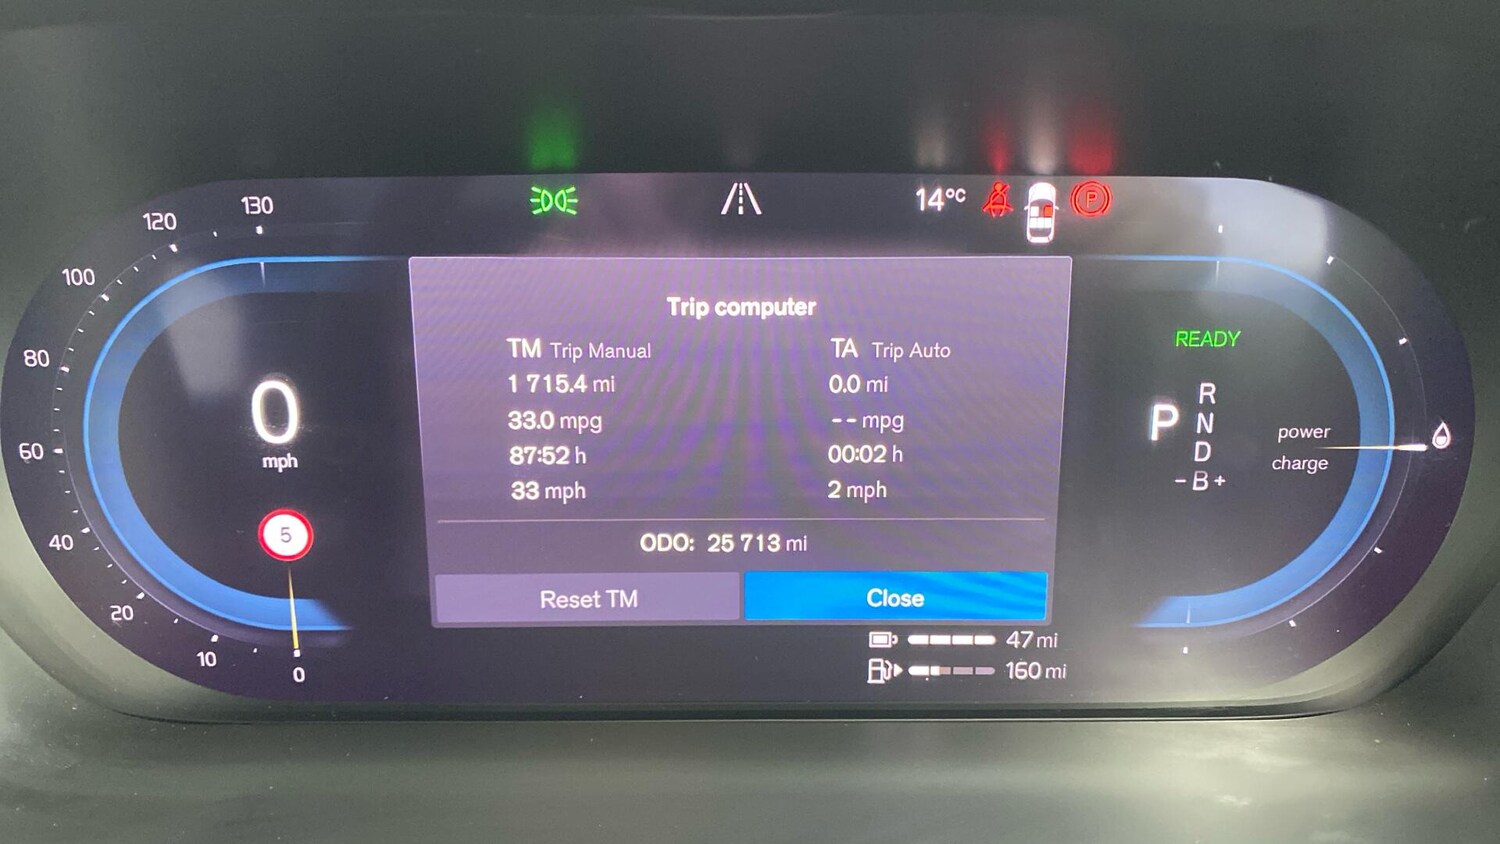 130
120
100
80
60
40
20
10
0
14°C
P
0
mph
5
Trip computer
TM Trip Manual
1 715.4 mi
33.0 mpg
87:52 h
33 mph
TA Trip Auto
0.0 mi
-- mpg
00:02 h
2 mph
ODO: 25 713 mi
Reset TM
Close
47 mi
160 mi
READY
P
R
N
D
- B +
power
charge